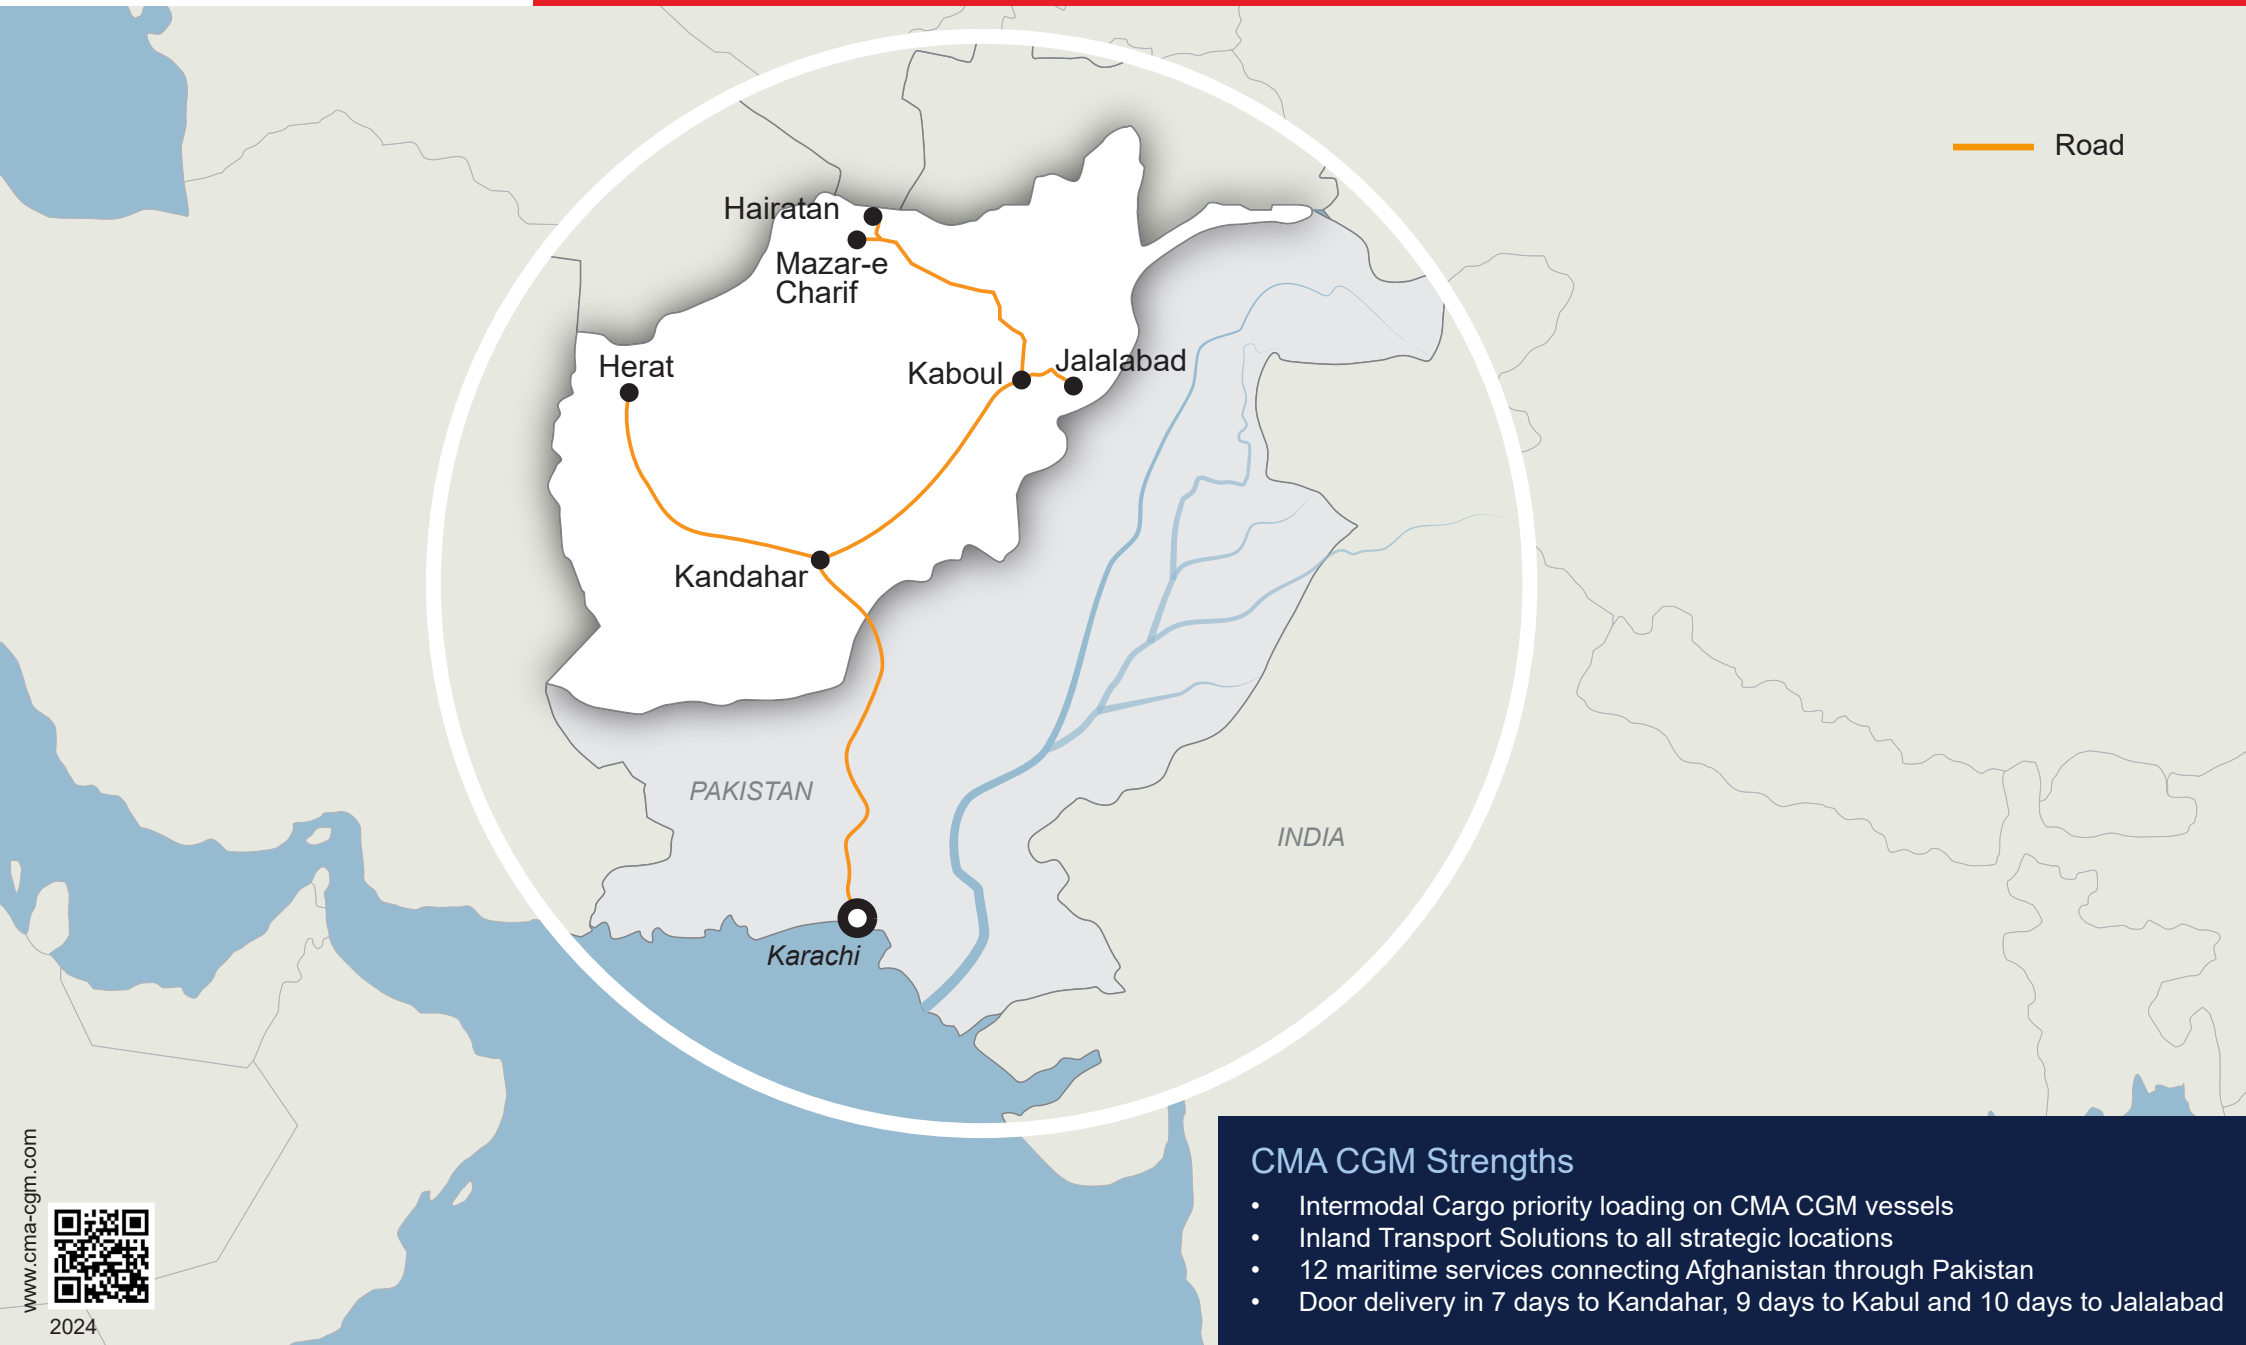 Road
Hairatan
Mazar-e
Charif
Herat
Kaboul
Jalalabad
Kandahar
PAKISTAN
INDIA
Karachi
CMA CGM Strengths
• Intermodal Cargo priority loading on CMA CGM vessels
• Inland Transport Solutions to all strategic locations
• 12 maritime services connecting Afghanistan through Pakistan
• Door delivery in 7 days to Kandahar, 9 days to Kabul and 10 days to Jalalabad
www.cma-cgm.com
2024